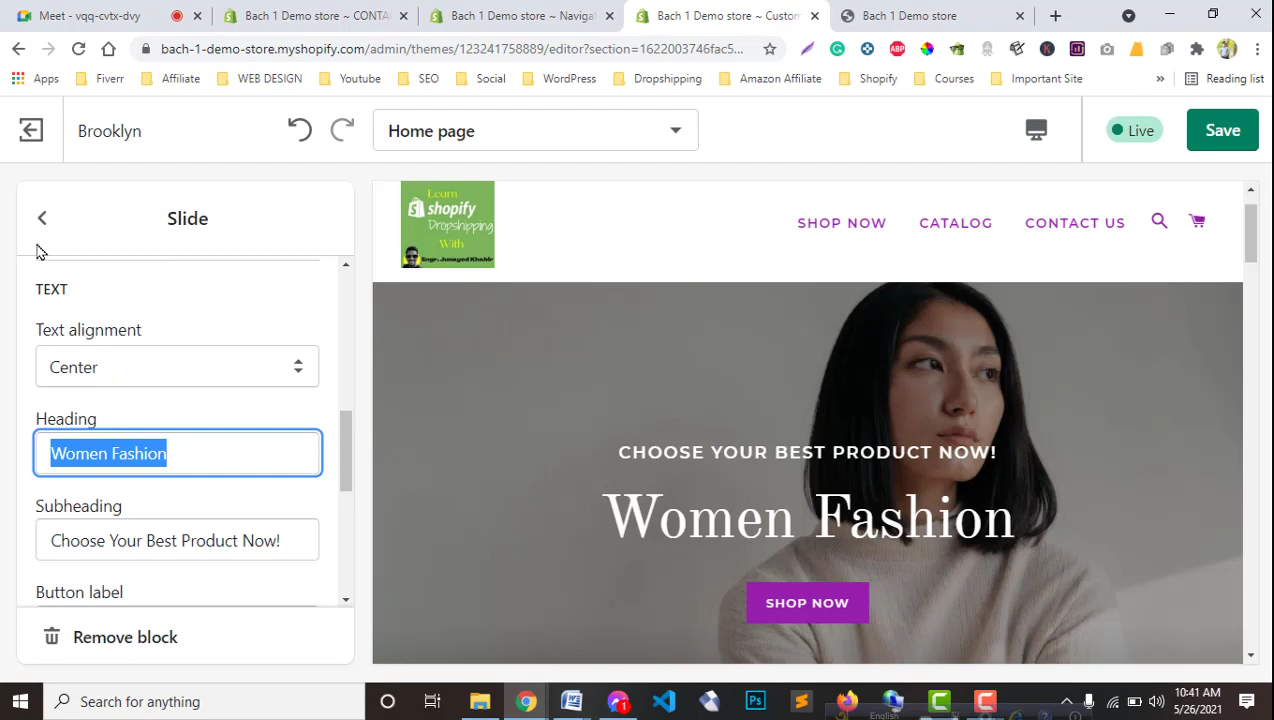 Meet - vqq-cvtx-dvy
Bach 1 Demo store ~ CONTA
Bach 1 Demo store ~ Navigat
Bach 1 Demo store ~ Custom
Bach 1 Demo store
bach-1-demo-store.myshopify.com/admin/themes/123241758889/editor?section=1622003746fac5...
Apps Fiverr Affiliate WEB DESIGN Youtube SEO Social WordPress Dropshipping Amazon Affiliate Shopify Courses Important Site » Reading list
Brooklyn
Home page
Live
Save
Slide
TEXT
Text alignment
Center
Heading
Women Fashion
Subheading
Choose Your Best Product Now!
Button label
Remove block
Learn
shopify
Dropshipping
With
Engr. Junayed Khabir
SHOP NOW CATALOG CONTACT US
CHOOSE YOUR BEST PRODUCT NOW!
Women Fashion
SHOP NOW
Search for anything
English
10:41 AM
5/26/2021